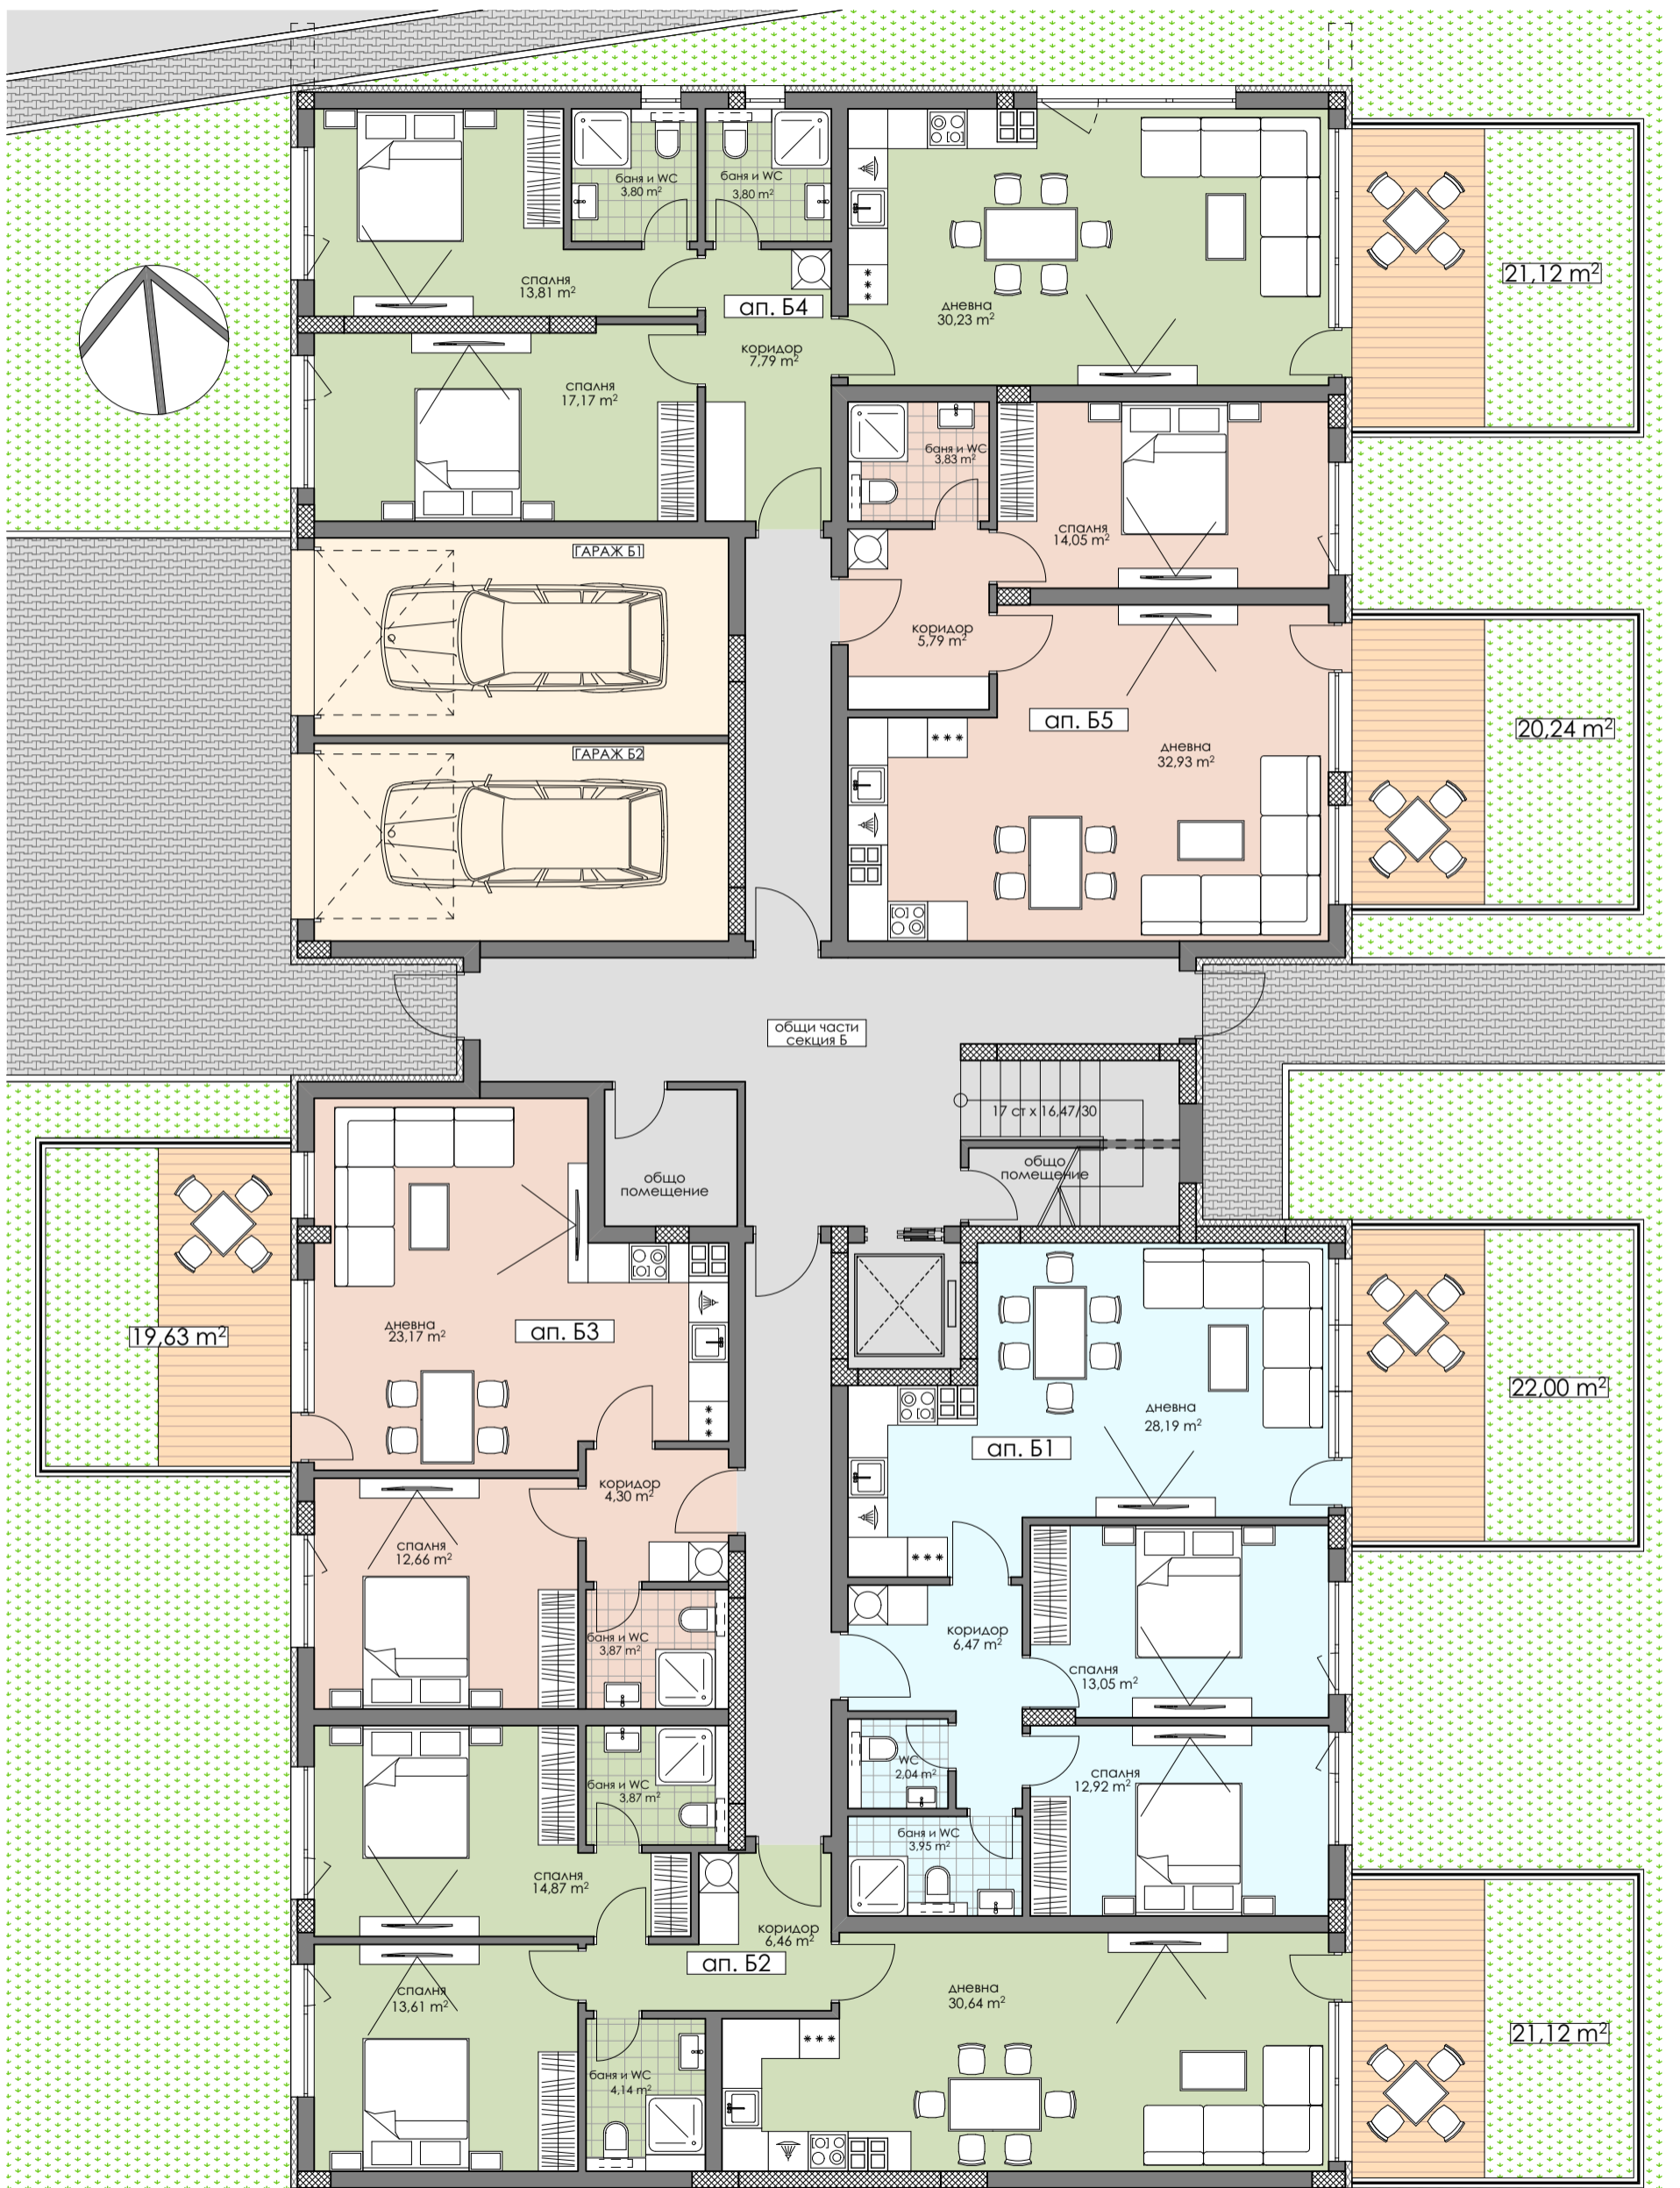 баня и WC
3,80 m²
баня и WC
3,80 m²
спалня
13,81 m²
ап. Б4
дневна
30,23 m²
21,12 m²
коридор
7,79 m²
спалня
17,17 m²
баня и WC
3,83 m²
спалня
14,05 m²
ГАРАЖ Б1
коридор
5,79 m²
ап. Б5
20,24 m²
ГАРАЖ Б2
дневна
32,93 m²
общи части
секция Б
17 ст x 16,47/30
общо
помещение
общо
помещение
19,63 m²
дневна
23,17 m²
ап. Б3
22,00 m²
дневна
28,19 m²
ап. Б1
коридор
4,30 m²
спалня
12,66 m²
коридор
6,47 m²
баня и WC
3,87 m²
спалня
13,05 m²
WC
2,04 m²
спалня
12,92 m²
баня и WC
3,87 m²
баня и WC
3,95 m²
спалня
14,87 m²
коридор
6,46 m²
ап. Б2
спалня
13,61 m²
дневна
30,64 m²
21,12 m²
баня и WC
4,14 m²